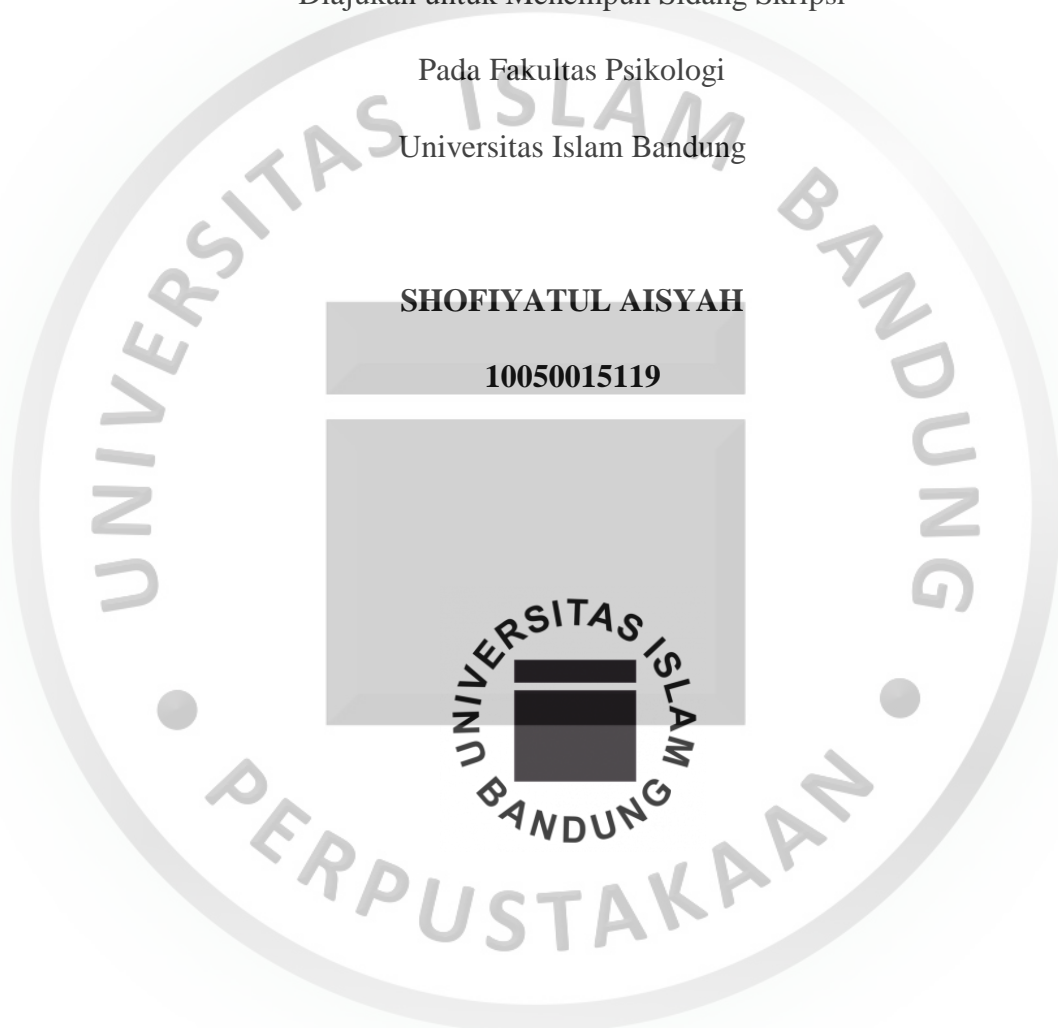 Diajukan untuk Menempuh Sidang Skripsi
Pada Fakultas Psikologi
Universitas Islam Bandung
SHOFIYATUL AISYAH
10050015119
UNIVERSITAS ISLAM BANDUNG
UNIVERSITAS ISLAM BANDUNG
PERPUSTAKAAN